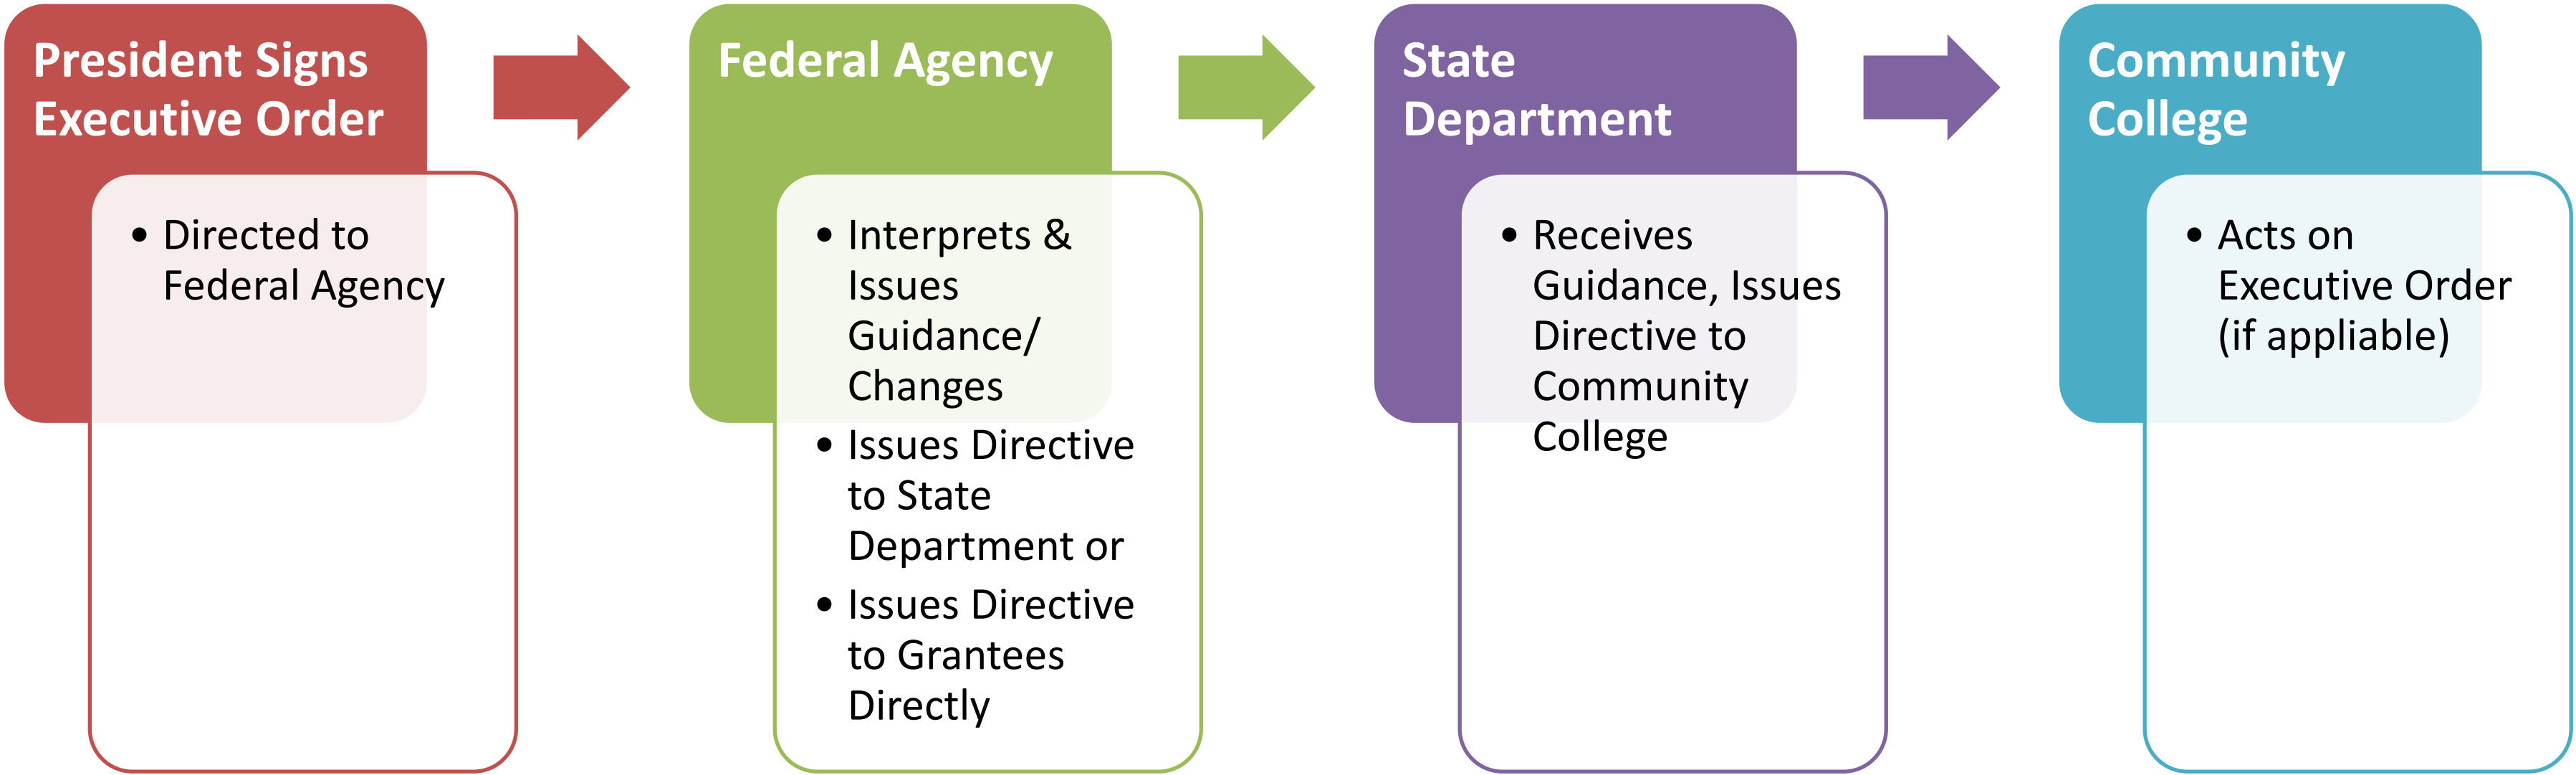 President Signs
Executive Order
• Directed to
Federal Agency
Federal Agency
• Interprets &
Issues
Guidance/
Changes
• Issues Directive
to State
Department or
• Issues Directive
to Grantees
Directly
State
Department
• Receives
Guidance, Issues
Directive to
Community
College
Community
College
• Acts on
Executive Order
(if appliable)